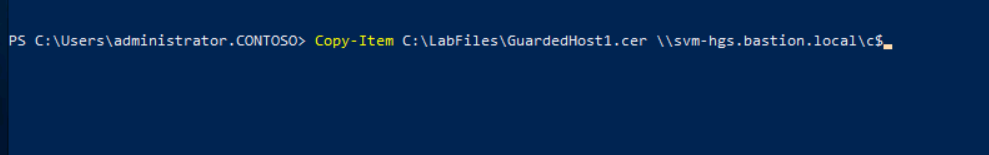 PS C:\Users\administrator.CONTOSO> Copy-Item C:\LabFiles\GuardedHost1.cer \\svm-hgs.bastion.local\c$